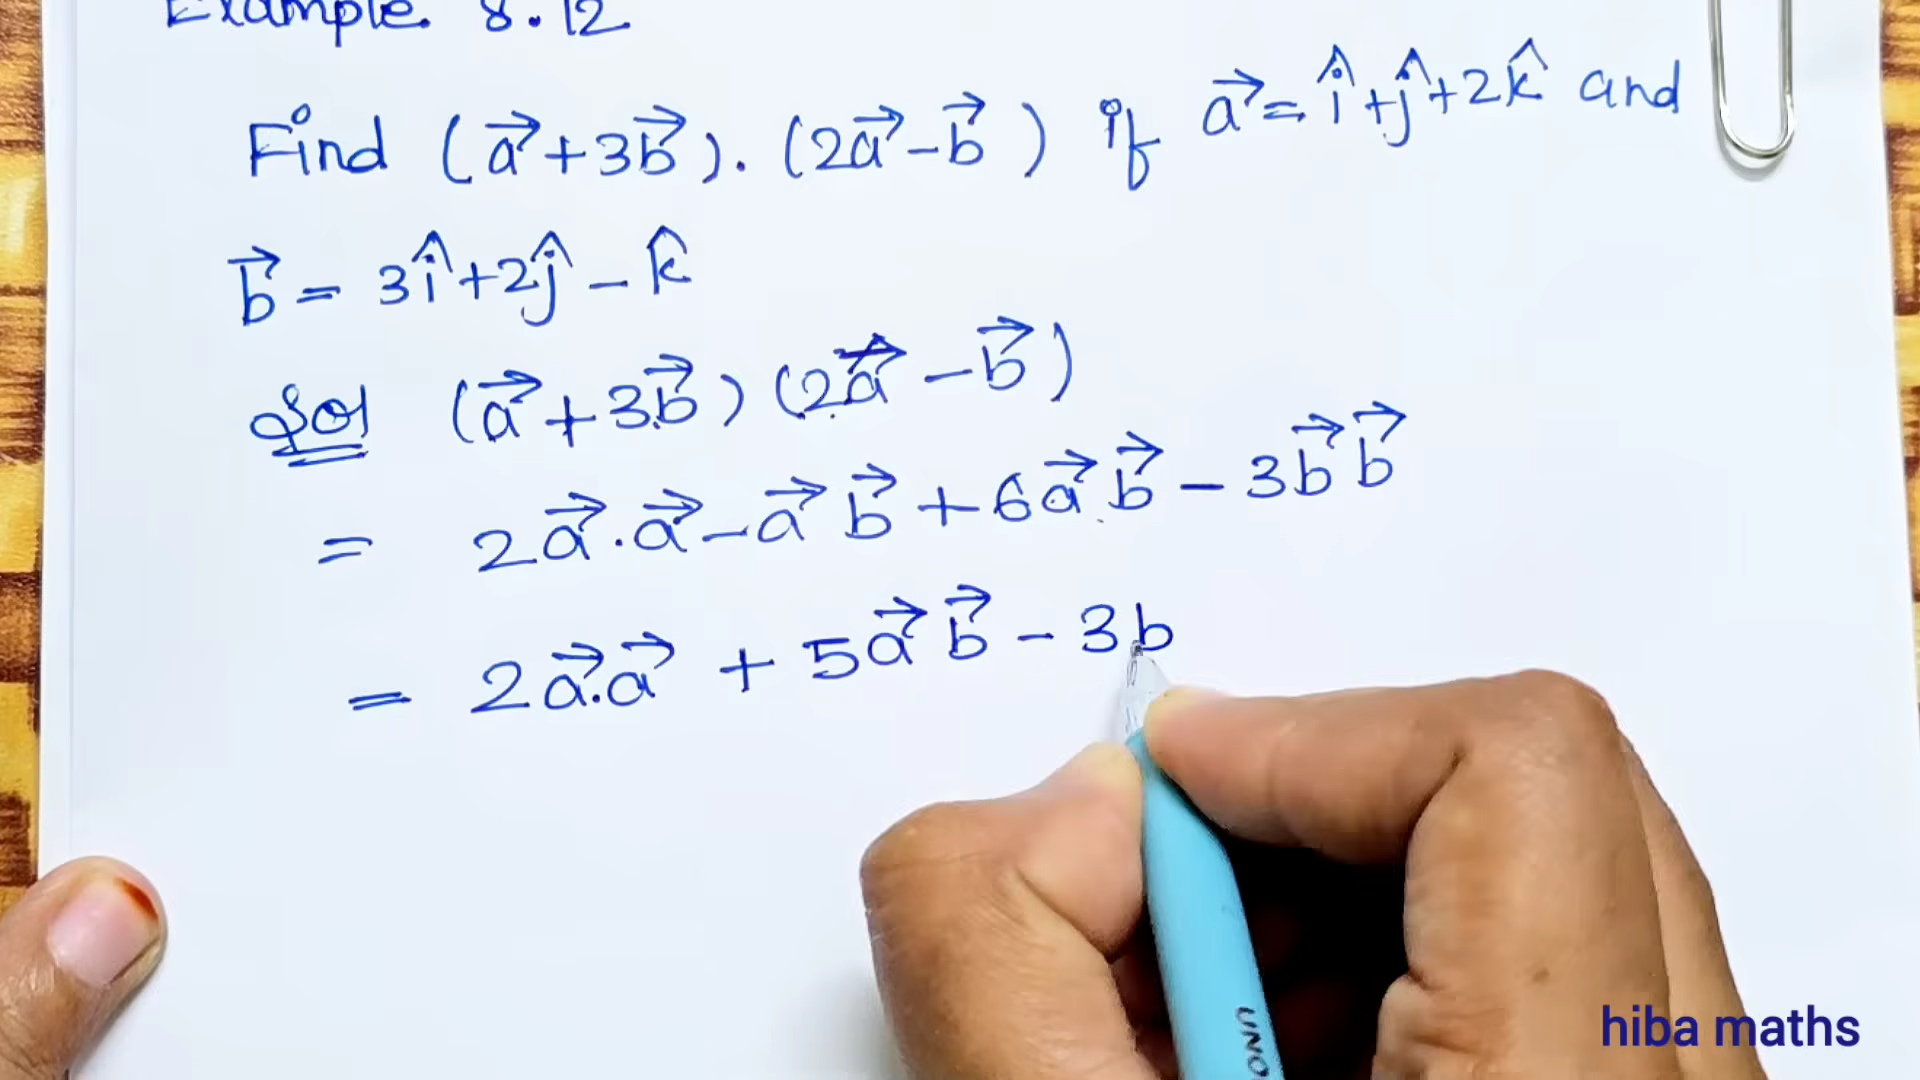 Example 8.12
Find (a⃗+3b⃗).(2a⃗-b⃗) if a⃗=î+ĵ+2k̂ and
b⃗ = 3î+2ĵ-k̂
Sol (a⃗+3b⃗)(2a⃗-b⃗)
= 2a⃗.a⃗-a⃗ b⃗+6a⃗.b⃗-3b⃗ b⃗
= 2a⃗.a⃗ + 5a⃗ b⃗ - 3b
UNO
hiba maths